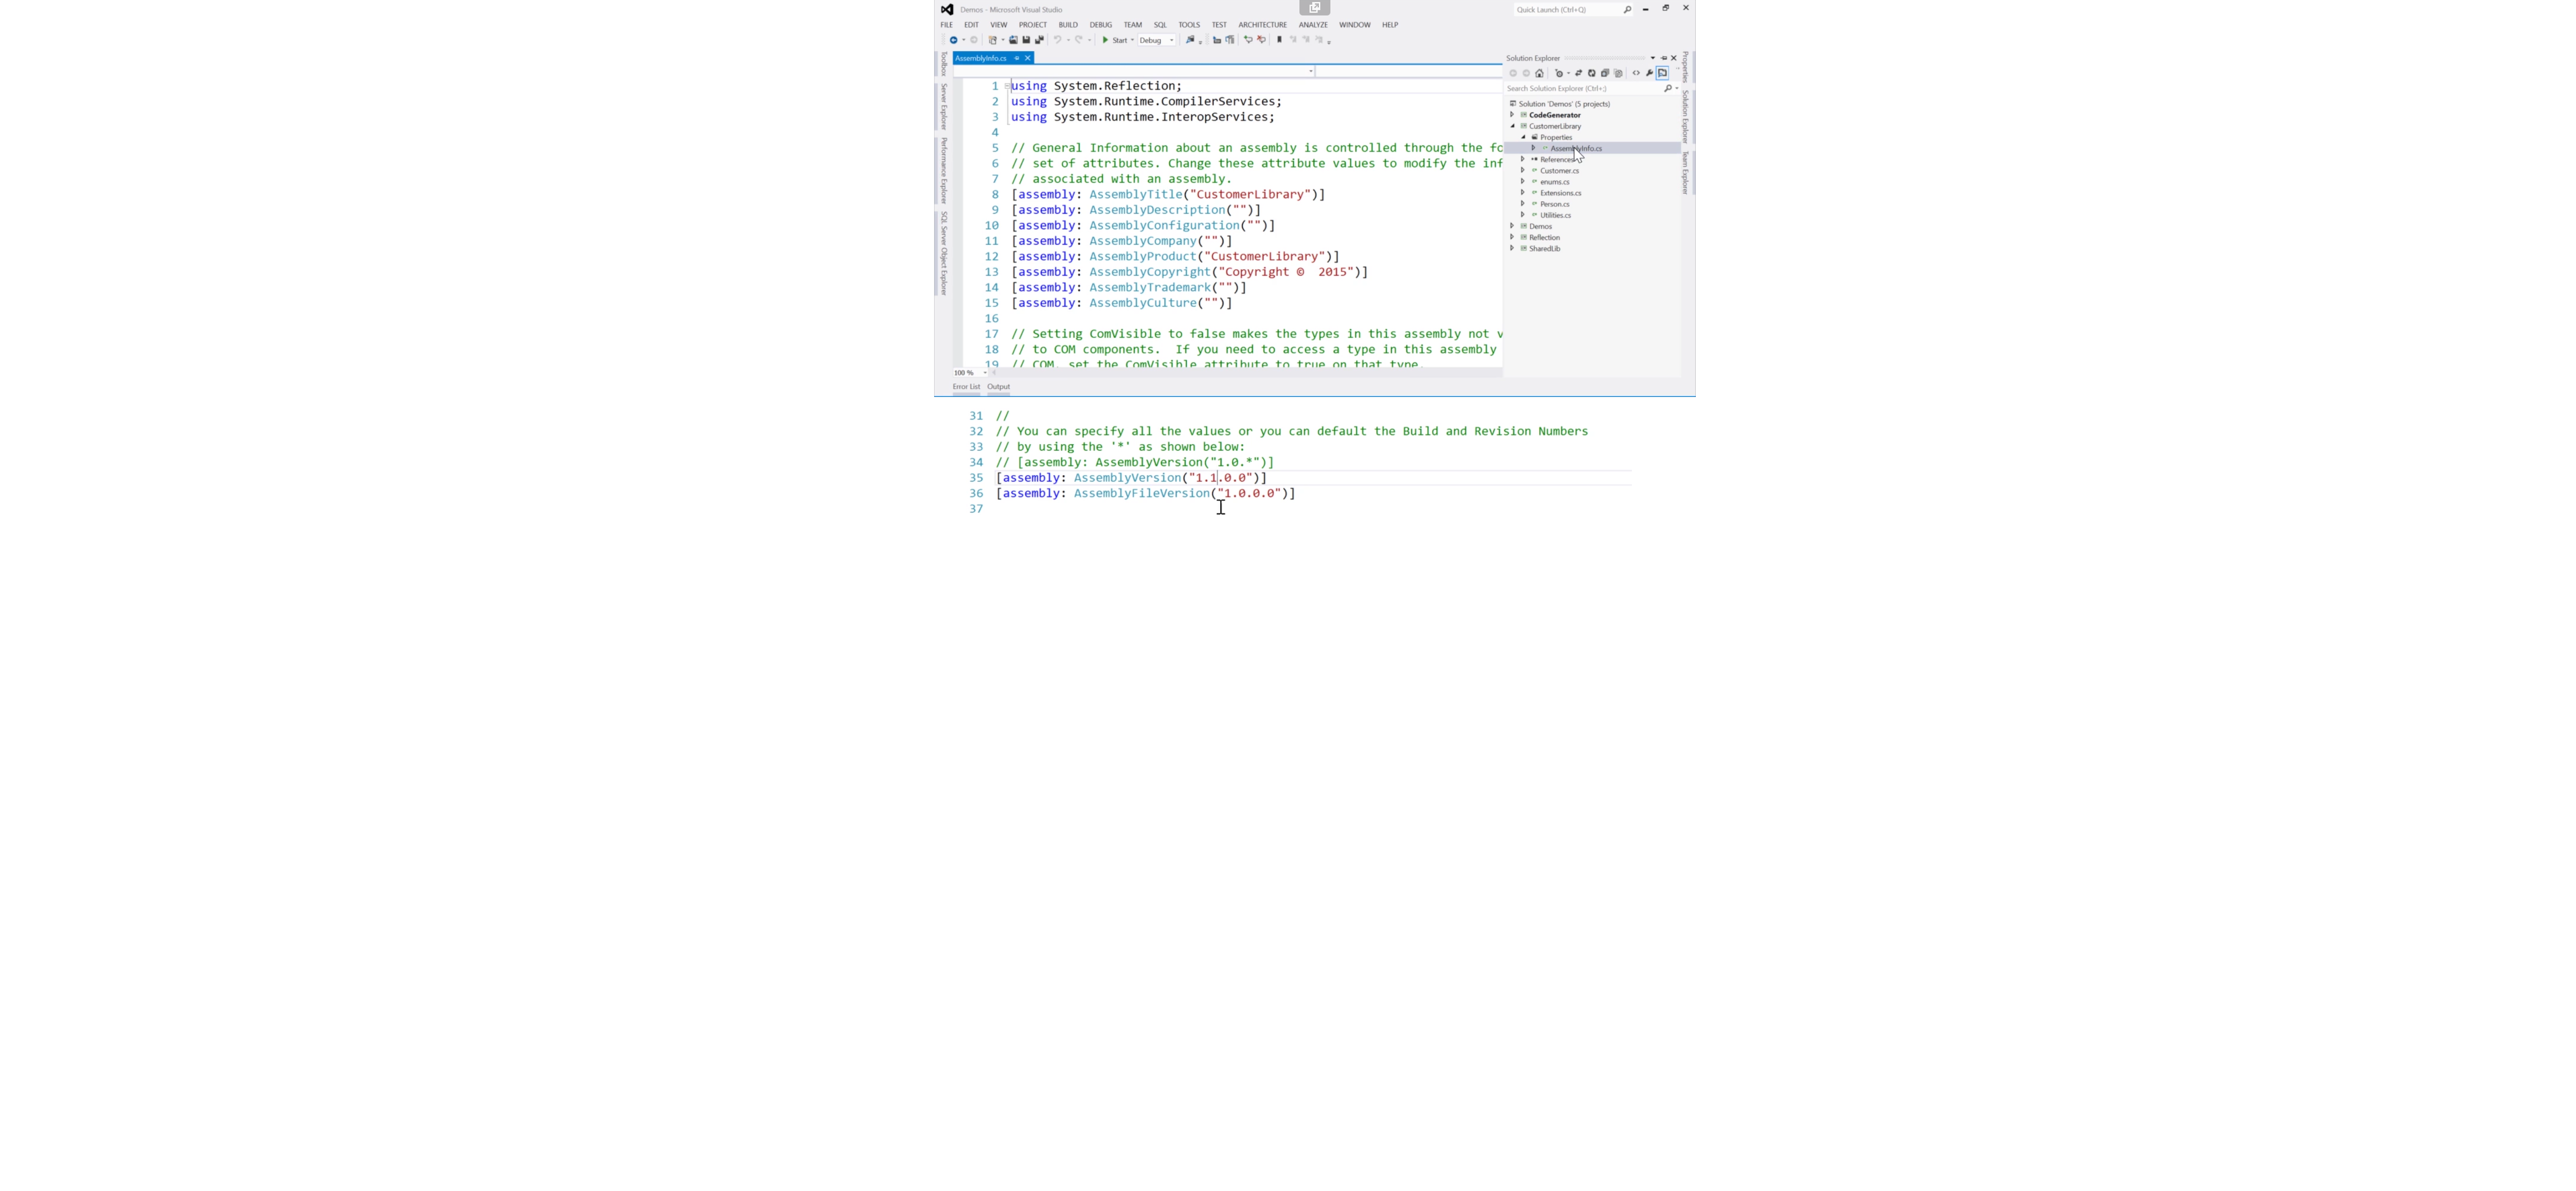 Demos - Microsoft Visual Studio
Quick Launch (Ctrl+Q)
FILE EDIT VIEW PROJECT BUILD DEBUG TEAM SQL TOOLS TEST ARCHITECTURE ANALYZE WINDOW HELP
Start Debug
Toolbox
Server Explorer
Performance Explorer
SQL Server Object Explorer
AssemblyInfo.cs
1 using System.Reflection;
2 using System.Runtime.CompilerServices;
3 using System.Runtime.InteropServices;
4
5 // General Information about an assembly is controlled through the fo
6 // set of attributes. Change these attribute values to modify the inf
7 // associated with an assembly.
8 [assembly: AssemblyTitle("CustomerLibrary")]
9 [assembly: AssemblyDescription("")]
10 [assembly: AssemblyConfiguration("")]
11 [assembly: AssemblyCompany("")]
12 [assembly: AssemblyProduct("CustomerLibrary")]
13 [assembly: AssemblyCopyright("Copyright ©  2015")]
14 [assembly: AssemblyTrademark("")]
15 [assembly: AssemblyCulture("")]
16
17 // Setting ComVisible to false makes the types in this assembly not v
18 // to COM components.  If you need to access a type in this assembly
19 // COM, set the ComVisible attribute to true on that type.
100 %
Error List Output
Solution Explorer
Search Solution Explorer (Ctrl+;)
Solution 'Demos' (5 projects)
CodeGenerator
CustomerLibrary
Properties
AssemblyInfo.cs
References
Customer.cs
enums.cs
Extensions.cs
Person.cs
Utilities.cs
Demos
Reflection
SharedLib
Properties
Solution Explorer
Team Explorer
31 //
32 // You can specify all the values or you can default the Build and Revision Numbers
33 // by using the '*' as shown below:
34 // [assembly: AssemblyVersion("1.0.*")]
35 [assembly: AssemblyVersion("1.1.0.0")]
36 [assembly: AssemblyFileVersion("1.0.0.0")]
37